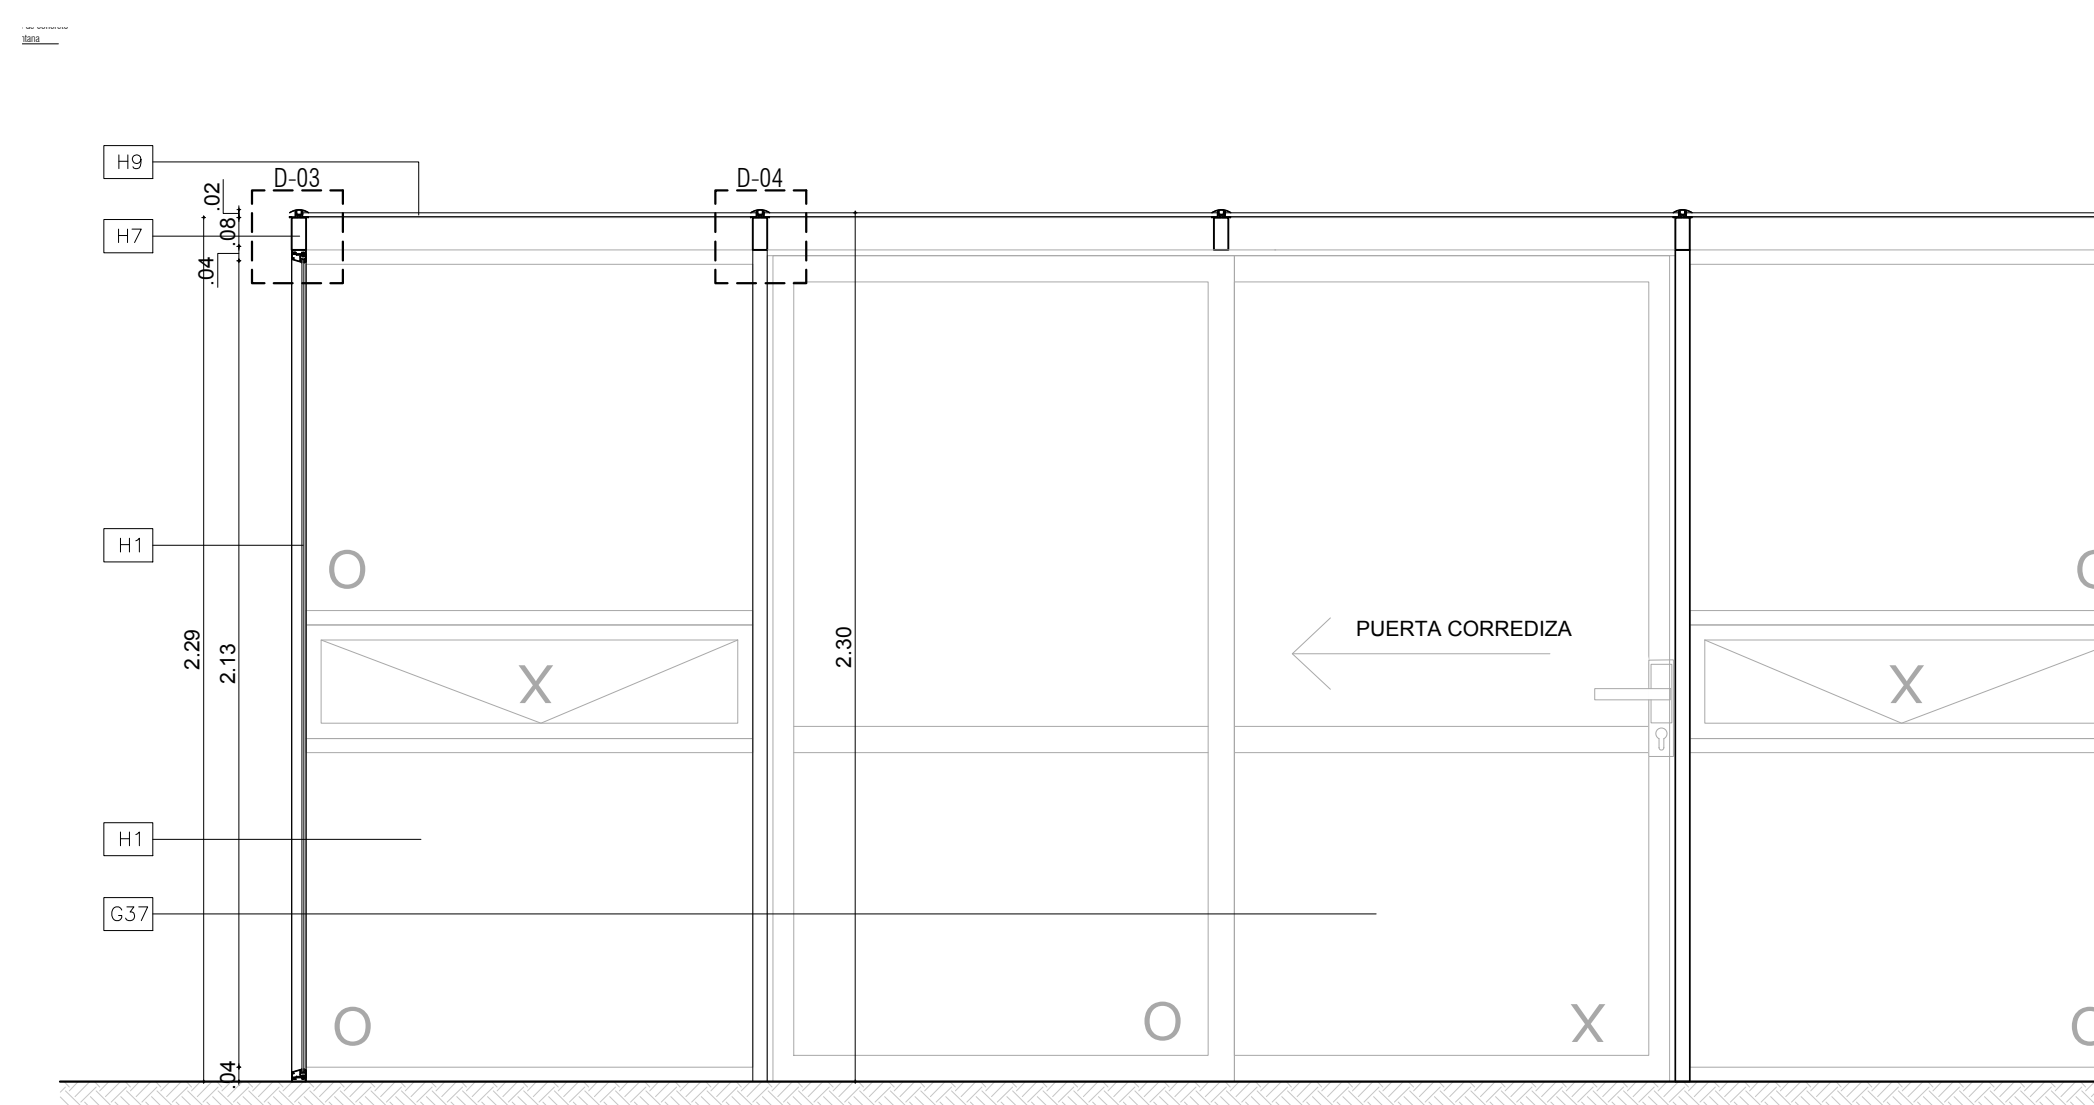 ntana
H9
D-03
D-04
.02
H7
.08
.04
H1
O
O
PUERTA CORREDIZA
2.29
2.13
2.30
X
X
H1
G37
O
O
X
O
.04